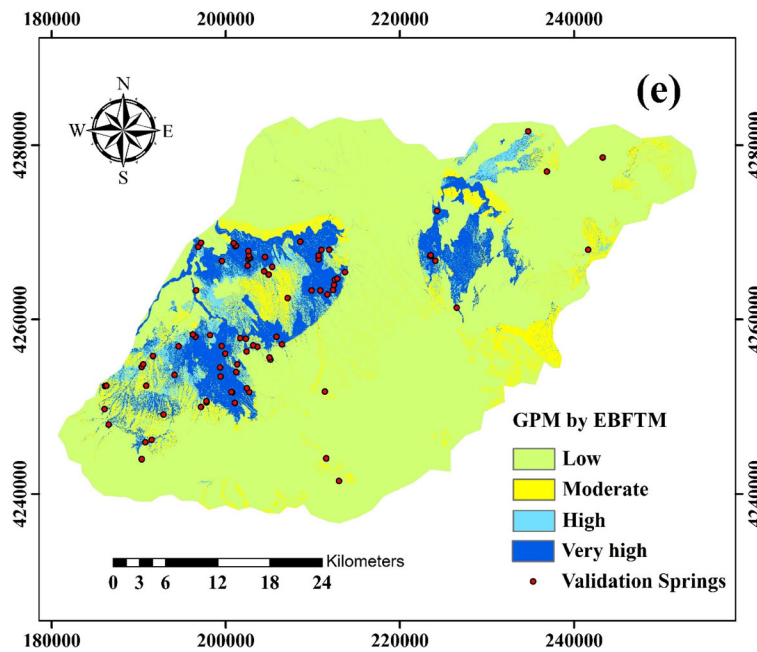 180000 200000 220000 240000
(e)
N
W E
S
4280000 4280000
4260000 4260000
4240000 4240000
GPM by EBFTM
Low
Moderate
High
Very high
Validation Springs
Kilometers
0 3 6 12 18 24
180000 200000 220000 240000